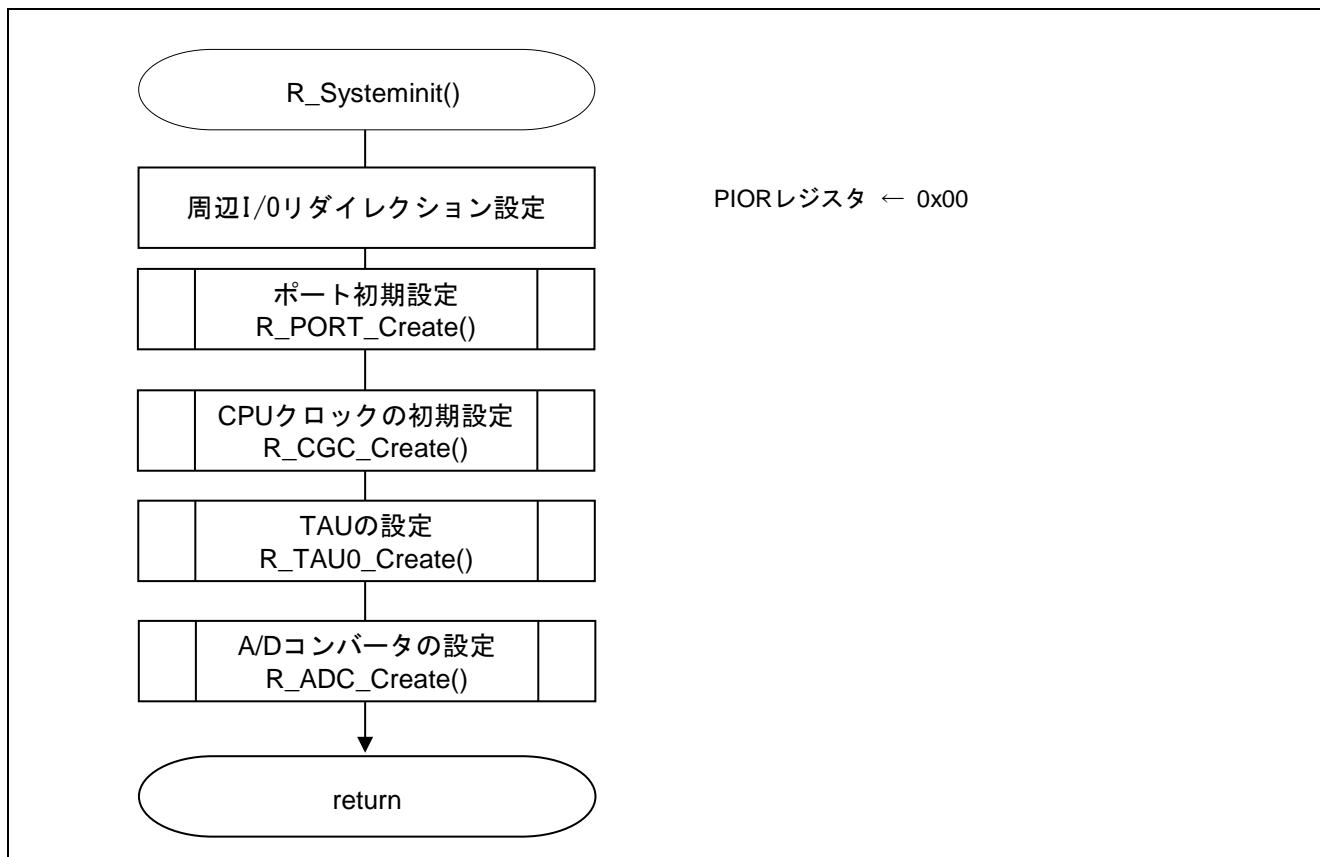 R_Systeminit()
周辺I/Oリダイレクション設定
PIORレジスタ ← 0x00
ポート初期設定
R_PORT_Create()
CPUクロックの初期設定
R_CGC_Create()
TAUの設定
R_TAU0_Create()
A/Dコンバータの設定
R_ADC_Create()
return